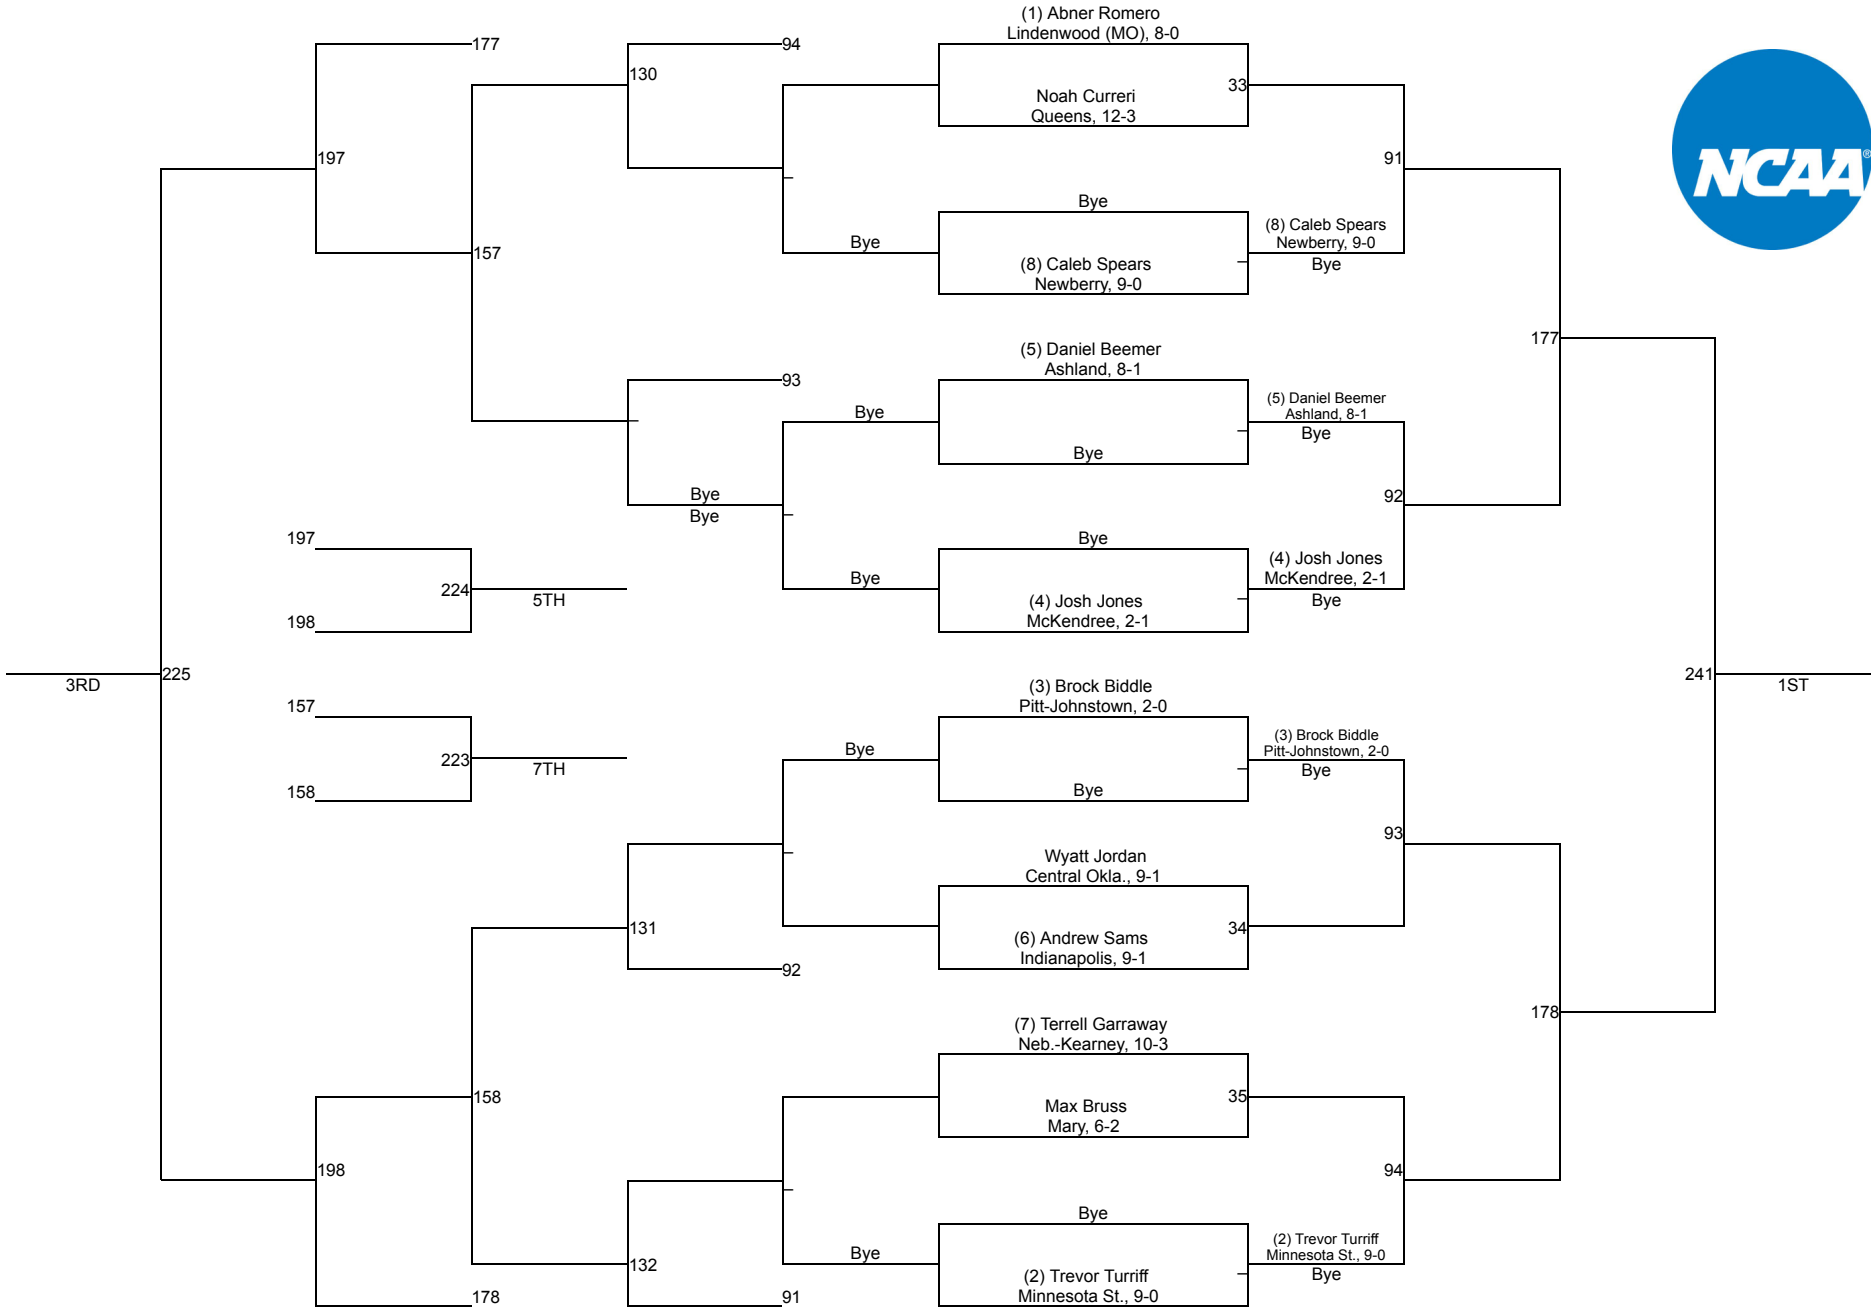 (1) Abner Romero
Lindenwood (MO), 8-0
177
94
130
33
Noah Curreri
Queens, 12-3
NCAA®
197
91
Bye
(8) Caleb Spears
Newberry, 9-0
Bye
157
Bye
(8) Caleb Spears
Newberry, 9-0
177
(5) Daniel Beemer
Ashland, 8-1
93
(5) Daniel Beemer
Ashland, 8-1
Bye
Bye
Bye
Bye
Bye
92
197
Bye
(4) Josh Jones
McKendree, 2-1
Bye
224
5TH
Bye
(4) Josh Jones
McKendree, 2-1
198
3RD
225
241
1ST
(3) Brock Biddle
Pitt-Johnstown, 2-0
157
(3) Brock Biddle
Pitt-Johnstown, 2-0
Bye
Bye
223
7TH
158
Bye
93
Wyatt Jordan
Central Okla., 9-1
131
34
(6) Andrew Sams
Indianapolis, 9-1
92
178
(7) Terrell Garraway
Neb.-Kearney, 10-3
158
35
Max Bruss
Mary, 6-2
198
94
Bye
(2) Trevor Turriff
Minnesota St., 9-0
Bye
Bye
132
(2) Trevor Turriff
Minnesota St., 9-0
178
91